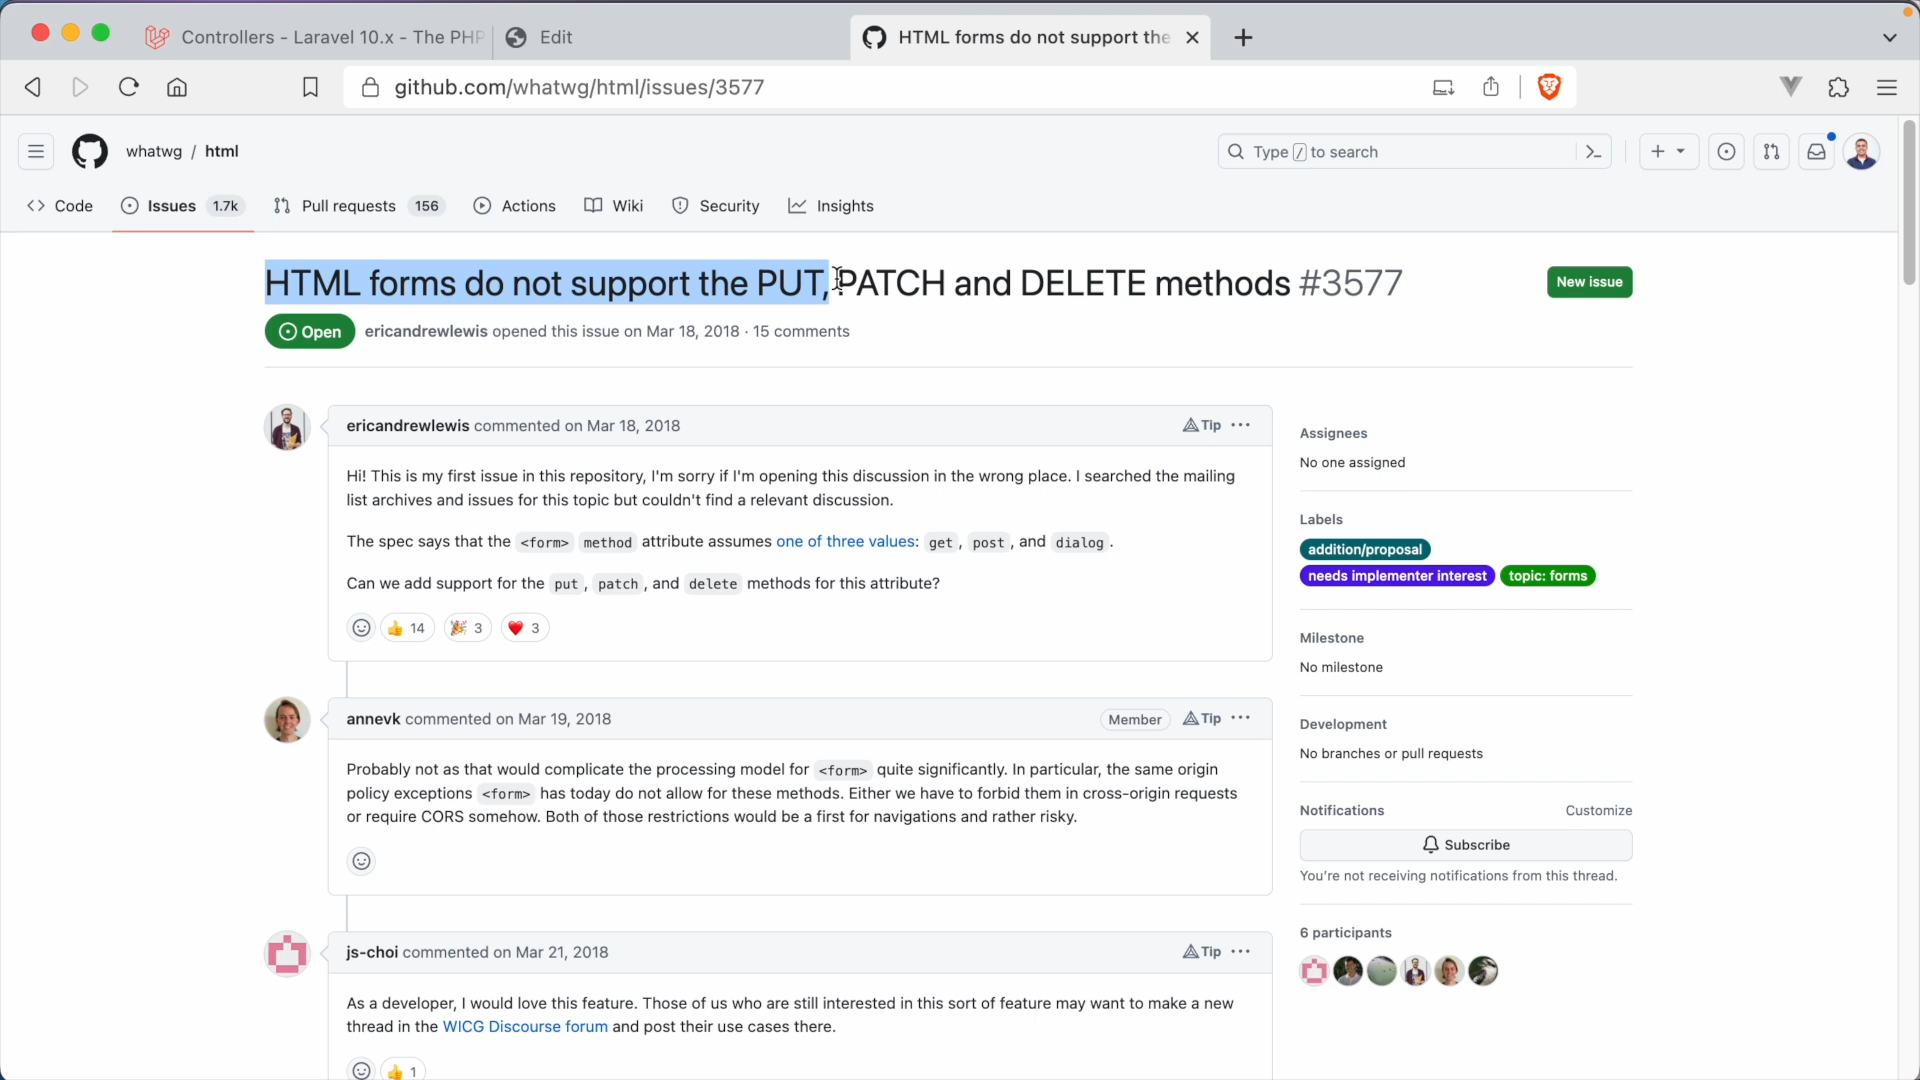 Controllers - Laravel 10.x - The PHP
Edit
HTML forms do not support the
github.com/whatwg/html/issues/3577
whatwg / html
Type / to search
Code
Issues 1.7k
Pull requests 156
Actions
Wiki
Security
Insights
HTML forms do not support the PUT, PATCH and DELETE methods #3577
New issue
Open
ericandrewlewis opened this issue on Mar 18, 2018 · 15 comments
ericandrewlewis commented on Mar 18, 2018
Tip
Hi! This is my first issue in this repository, I'm sorry if I'm opening this discussion in the wrong place. I searched the mailing
list archives and issues for this topic but couldn't find a relevant discussion.
The spec says that the <form> method attribute assumes one of three values: get, post, and dialog.
Can we add support for the put, patch, and delete methods for this attribute?
14
3
3
annevk commented on Mar 19, 2018
Member
Tip
Probably not as that would complicate the processing model for <form> quite significantly. In particular, the same origin
policy exceptions <form> has today do not allow for these methods. Either we have to forbid them in cross-origin requests
or require CORS somehow. Both of those restrictions would be a first for navigations and rather risky.
js-choi commented on Mar 21, 2018
Tip
As a developer, I would love this feature. Those of us who are still interested in this sort of feature may want to make a new
thread in the WICG Discourse forum and post their use cases there.
1
Assignees
No one assigned
Labels
addition/proposal
needs implementer interest
topic: forms
Milestone
No milestone
Development
No branches or pull requests
Notifications
Customize
Subscribe
You're not receiving notifications from this thread.
6 participants